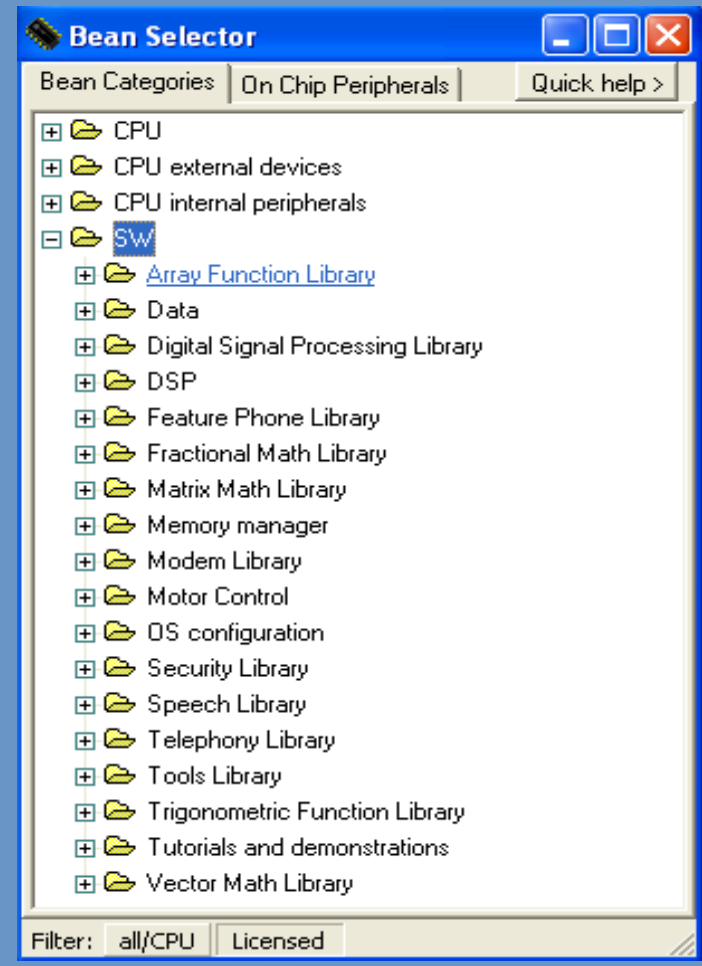 Bean Selector
Bean Categories On Chip Peripherals Quick help >
CPU
CPU external devices
CPU internal peripherals
SW
Array Function Library
Data
Digital Signal Processing Library
DSP
Feature Phone Library
Fractional Math Library
Matrix Math Library
Memory manager
Modem Library
Motor Control
OS configuration
Security Library
Speech Library
Telephony Library
Tools Library
Trigonometric Function Library
Tutorials and demonstrations
Vector Math Library
Filter: all/CPU Licensed